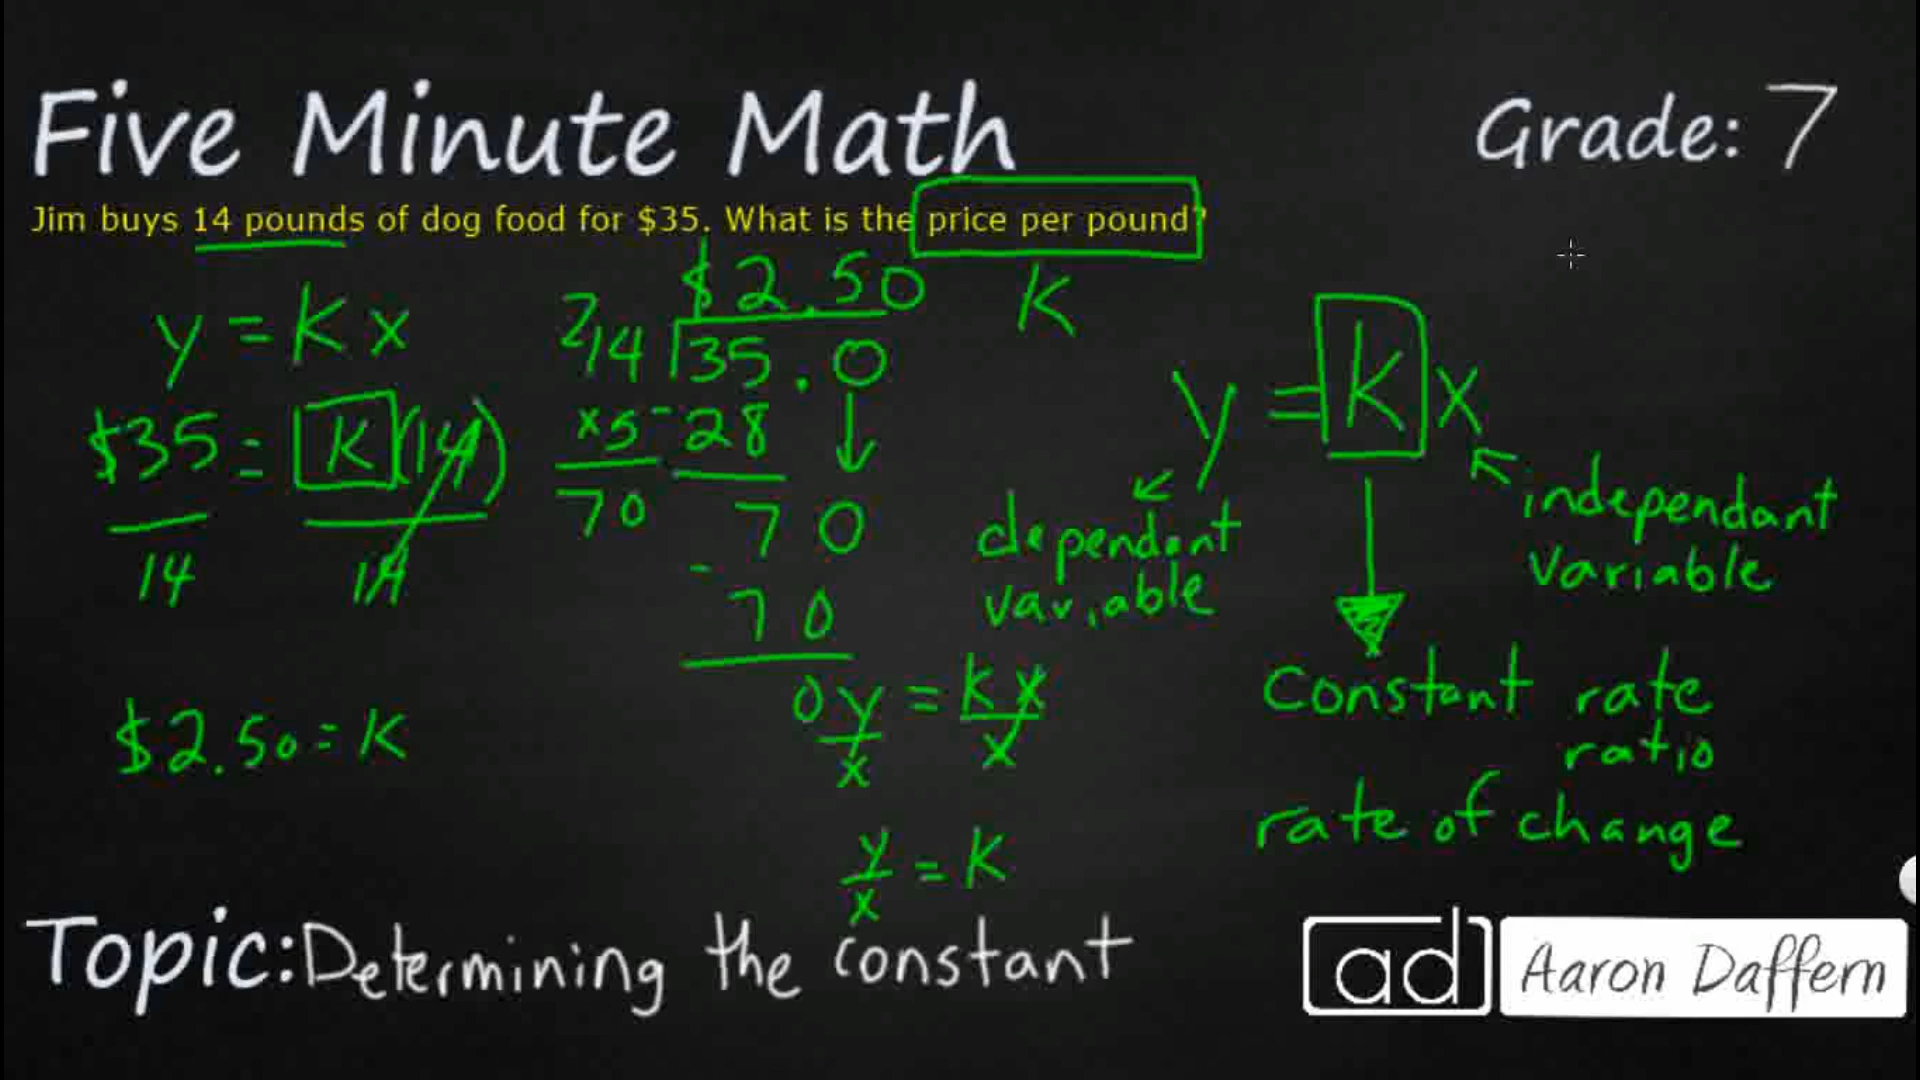 Five Minute Math
Grade: 7
Jim buys 14 pounds of dog food for $35. What is the price per pound?
y = K x
$35 = K (14)
14 14
$2.50 = K
$2.50
2/14 35.0
x5 - 28
70 70
- 70
0
K
y = K x
dependent variable
independant variable
Constant rate
ratio
rate of change
y = K x
x x
y = K
x
Topic: Determining the constant
ad Aaron Daffern